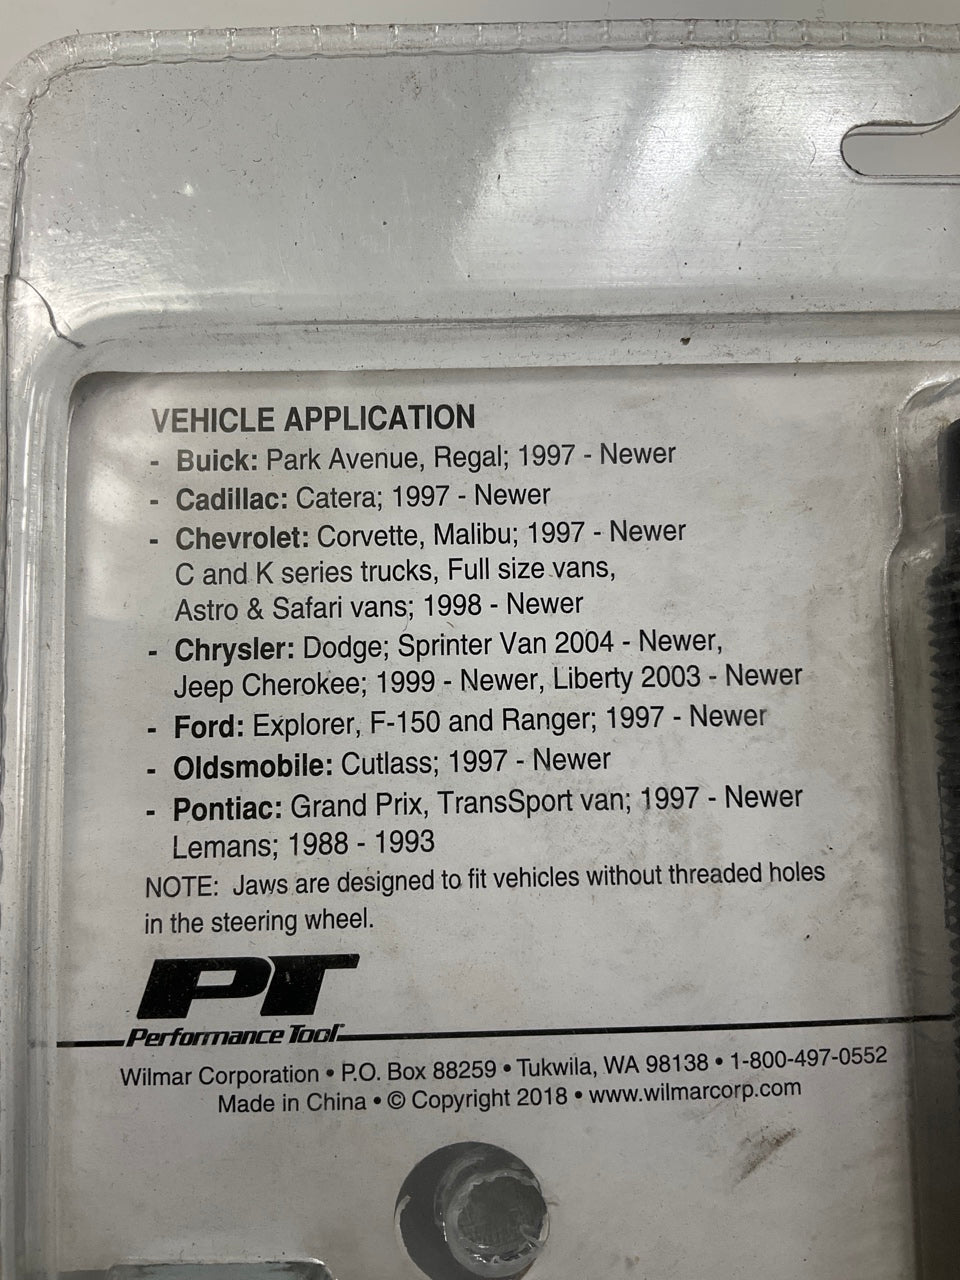 VEHICLE APPLICATION
- Buick: Park Avenue, Regal; 1997 - Newer
- Cadillac: Catera; 1997 - Newer
- Chevrolet: Corvette, Malibu; 1997 - Newer
C and K series trucks, Full size vans,
Astro & Safari vans; 1998 - Newer
- Chrysler: Dodge; Sprinter Van 2004 - Newer,
Jeep Cherokee; 1999 - Newer, Liberty 2003 - Newer
- Ford: Explorer, F-150 and Ranger; 1997 - Newer
- Oldsmobile: Cutlass; 1997 - Newer
- Pontiac: Grand Prix, TransSport van; 1997 - Newer
Lemans; 1988 - 1993
NOTE: Jaws are designed to fit vehicles without threaded holes
in the steering wheel.
PT
Performance Tool
Wilmar Corporation • P.O. Box 88259 • Tukwila, WA 98138 • 1-800-497-0552
Made in China • © Copyright 2018 • www.wilmarcorp.com